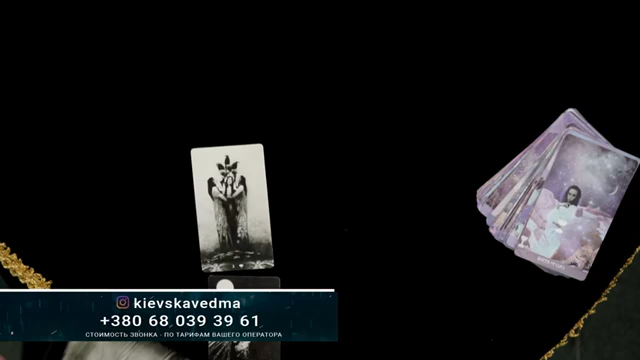 kievskavedma
+380 68 039 39 61
СТОИМОСТЬ ЗВОНКА - ПО ТАРИФАМ ВАШЕГО ОПЕРАТОРА